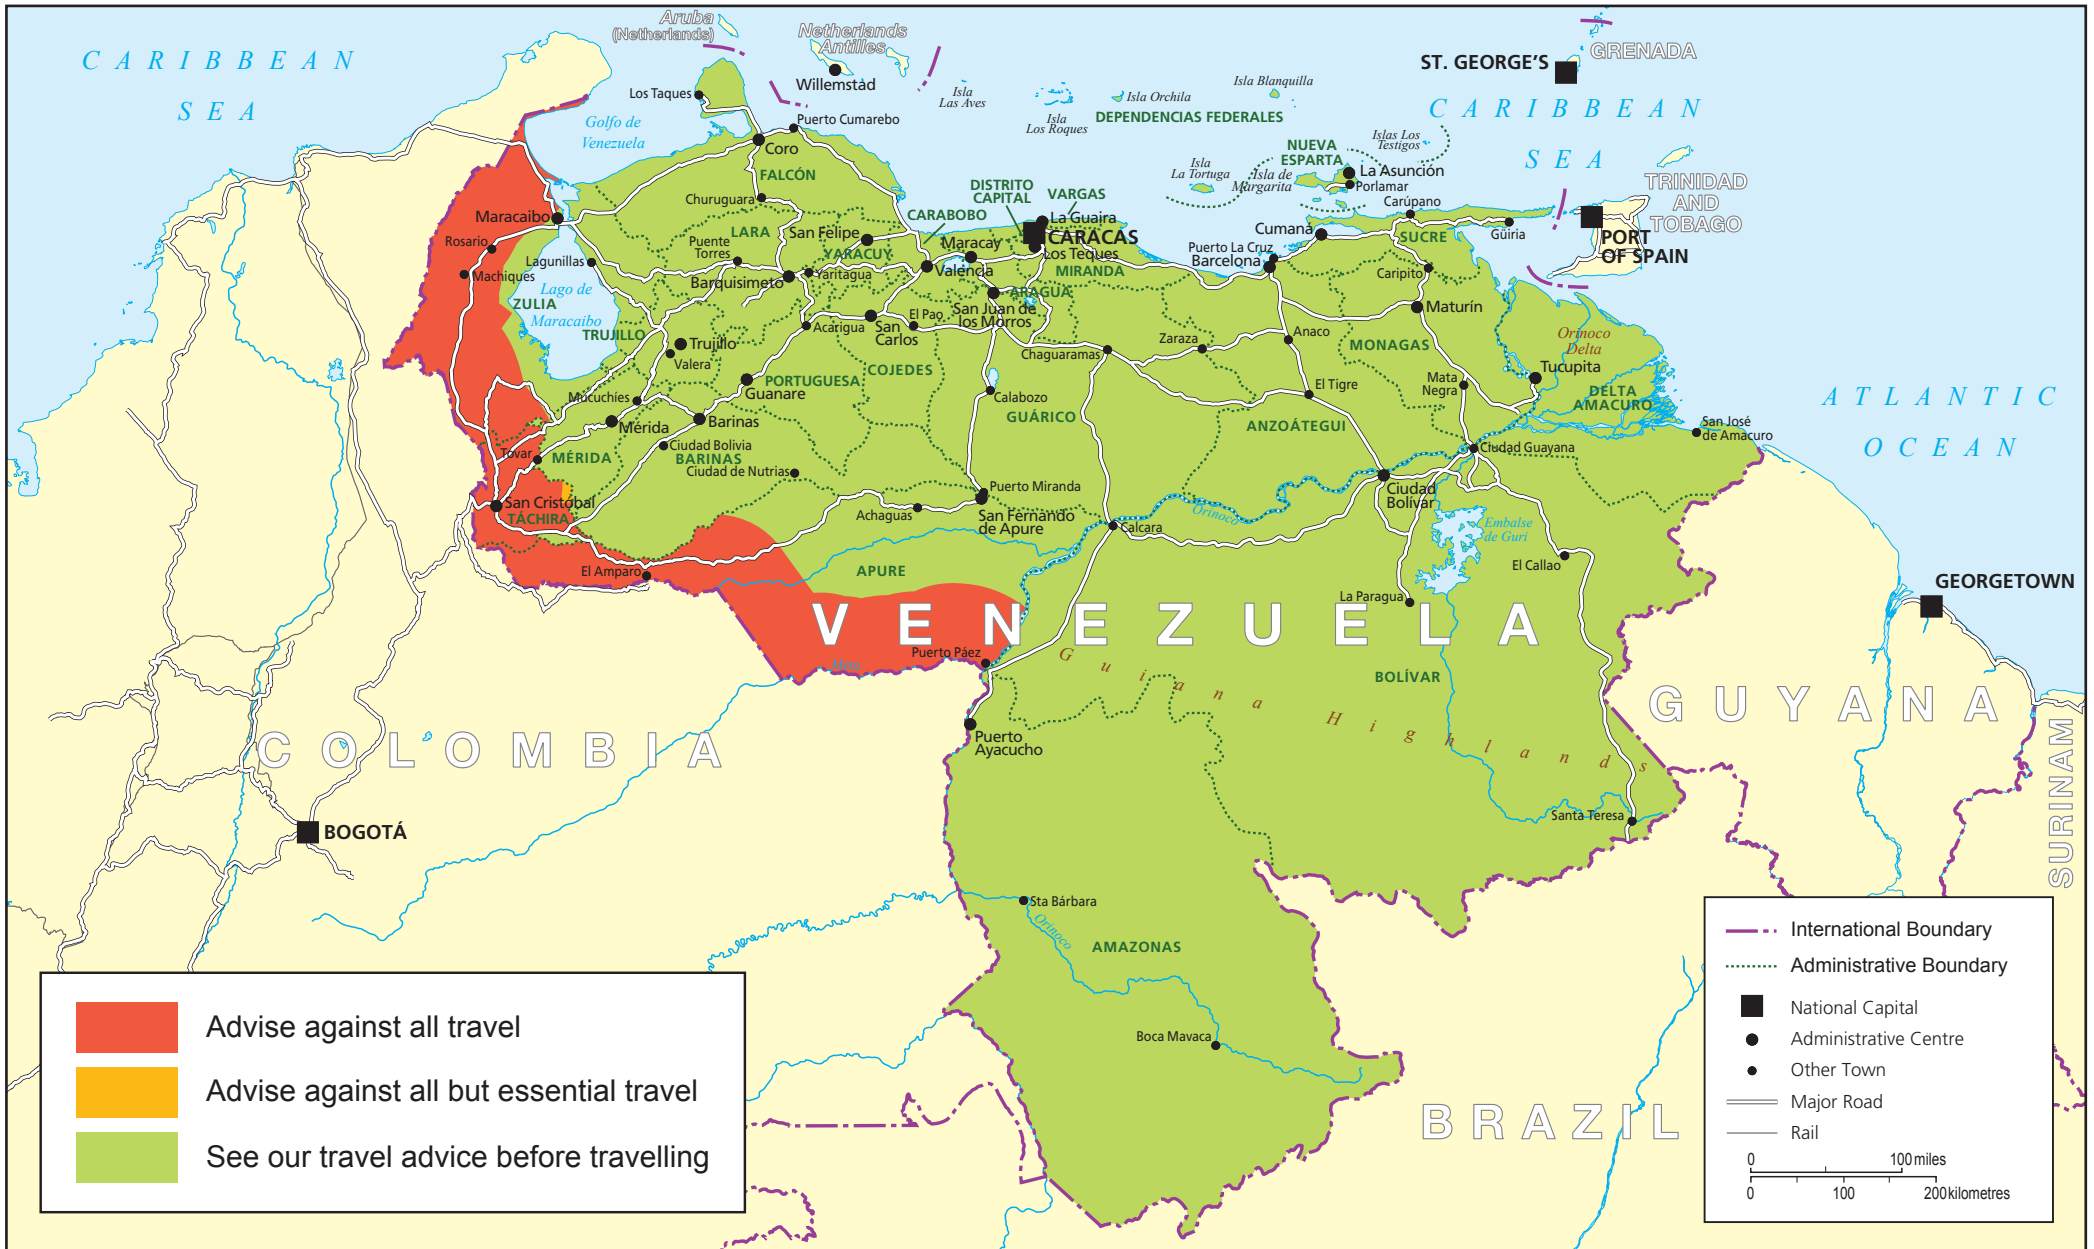 Aruba
(Netherlands)
Netherlands
Antilles
Willemstad
CARIBBEAN
SEA
ST. GEORGE'S
GRENADA
CARIBBEAN
SEA
Los Taques
Golfo de
Venezuela
Puerto Cumarebo
Coro
FALCÓN
Churuguara
Isla
Las Aves
Isla
Los Roques
Isla Orchila
Isla Blanquilla
DEPENDENCIAS FEDERALES
Islas Los
Testigos
NUEVA
ESPARTA
La Asunción
Isla de
Margarita
Porlamar
Isla
La Tortuga
TRINIDAD
AND
TOBAGO
PORT
OF SPAIN
DISTRITO
CAPITAL
VARGAS
La Guaira
CARACAS
Los Teques
MIRANDA
CARABOBO
Maracay
Valencia
ARAGUA
San Juan de
los Morros
Maracaibo
Rosario
Machiques
Lagunillas
Lago de
Maracaibo
ZULIA
LARA
Puente
Torres
San Felipe
YARACUY
Yaritagua
Barquisimeto
Acarigua
San
Carlos
El Pao
TRUJILLO
Trujillo
Valera
COJEDES
PORTUGUESA
Guanare
Chaguaramas
Calabozo
GUÁRICO
Zaraza
Carúpano
Cumaná
SUCRE
Güiria
Puerto La Cruz
Barcelona
Caripito
Maturín
Anaco
MONAGAS
El Tigre
Mata
Negra
ANZOÁTEGUI
Orinoco
Delta
Tucupita
DELTA
AMACURO
San José
de Amacuro
ATLANTIC
OCEAN
Mucuchíes
Mérida
Barinas
Ciudad Bolivia
BARINAS
Ciudad de Nutrias
Tovar
MÉRIDA
San Cristóbal
TÁCHIRA
Achaguas
Puerto Miranda
San Fernando
de Apure
Calcara
Orinoco
Ciudad Guayana
Ciudad
Bolívar
Embalse
de Guri
El Callao
El Amparo
APURE
La Paragua
VENEZUELA
Meta
Puerto Páez
Guiana Highlands
BOLÍVAR
Puerto
Ayacucho
Santa Teresa
GEORGETOWN
GUYANA
SURINAM
COLOMBIA
BOGOTÁ
Sta Bárbara
Orinoco
AMAZONAS
Boca Mavaca
BRAZIL
Advise against all travel
Advise against all but essential travel
See our travel advice before travelling
International Boundary
Administrative Boundary
National Capital
Administrative Centre
Other Town
Major Road
Rail
0 100 miles
0 100 200 kilometres